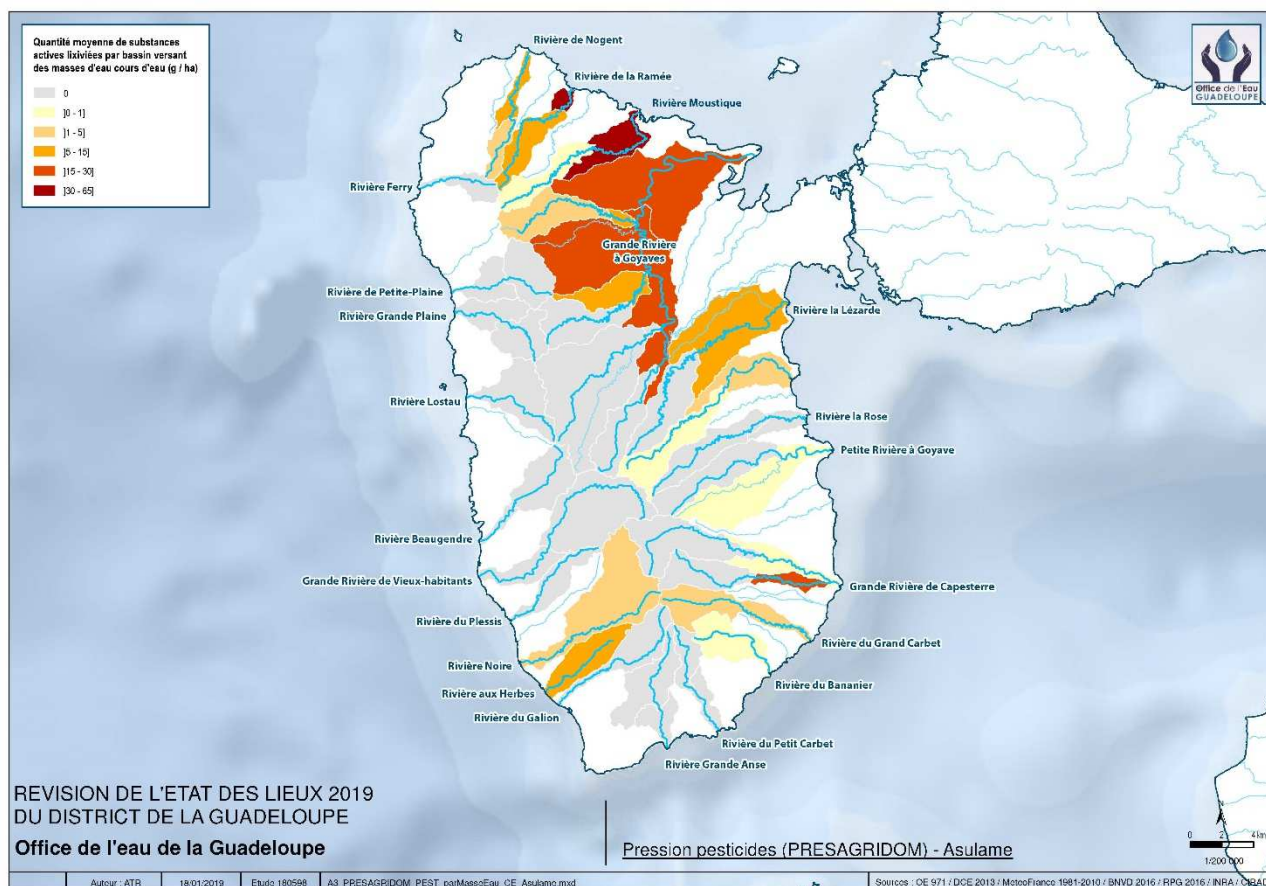 Quantité moyenne de substances
actives lixiviées par bassin versant
des masses d'eau cours d'eau (g / ha)
0
]0 - 1]
]1 - 5]
]5 - 15]
]15 - 30]
]30 - 65]
Office de l'Eau
GUADELOUPE
Rivière de Nogent
Rivière de la Ramée
Rivière Moustique
Rivière Ferry
Grande Rivière
à Goyaves
Rivière de Petite-Plaine
Rivière Grande Plaine
Rivière la Lézarde
Rivière Lostau
Rivière la Rose
Petite Rivière à Goyave
Rivière Beaugendre
Grande Rivière de Vieux-habitants
Grande Rivière de Capesterre
Rivière du Plessis
Rivière du Grand Carbet
Rivière Noire
Rivière du Bananier
Rivière aux Herbes
Rivière du Galion
Rivière du Petit Carbet
Rivière Grande Anse
REVISION DE L'ETAT DES LIEUX 2019
DU DISTRICT DE LA GUADELOUPE
Office de l'eau de la Guadeloupe
Pression pesticides (PRESAGRIDOM) - Asulame
N
0 2 4 km
1/200 000
Auteur : ATR
18/01/2019
Etude 180598
A3_PRESAGRIDOM_PEST_parMasseEau_CE_Asulame.mxd
Sources : OE 971 / DCE 2013 / MeteoFrance 1981-2010 / BNVD 2016 / RPG 2016 / INRA / CIRAD